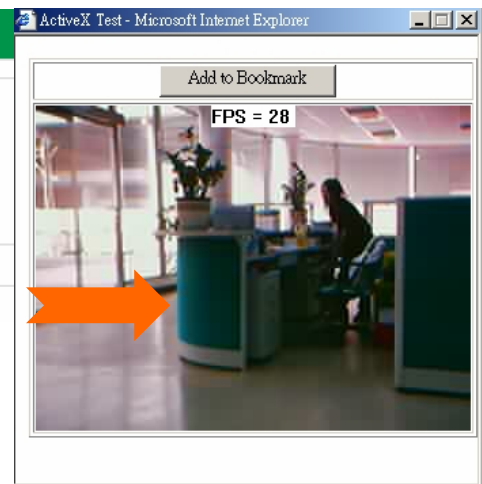 ActiveX Test - Microsoft Internet Explorer
Add to Bookmark
FPS = 28